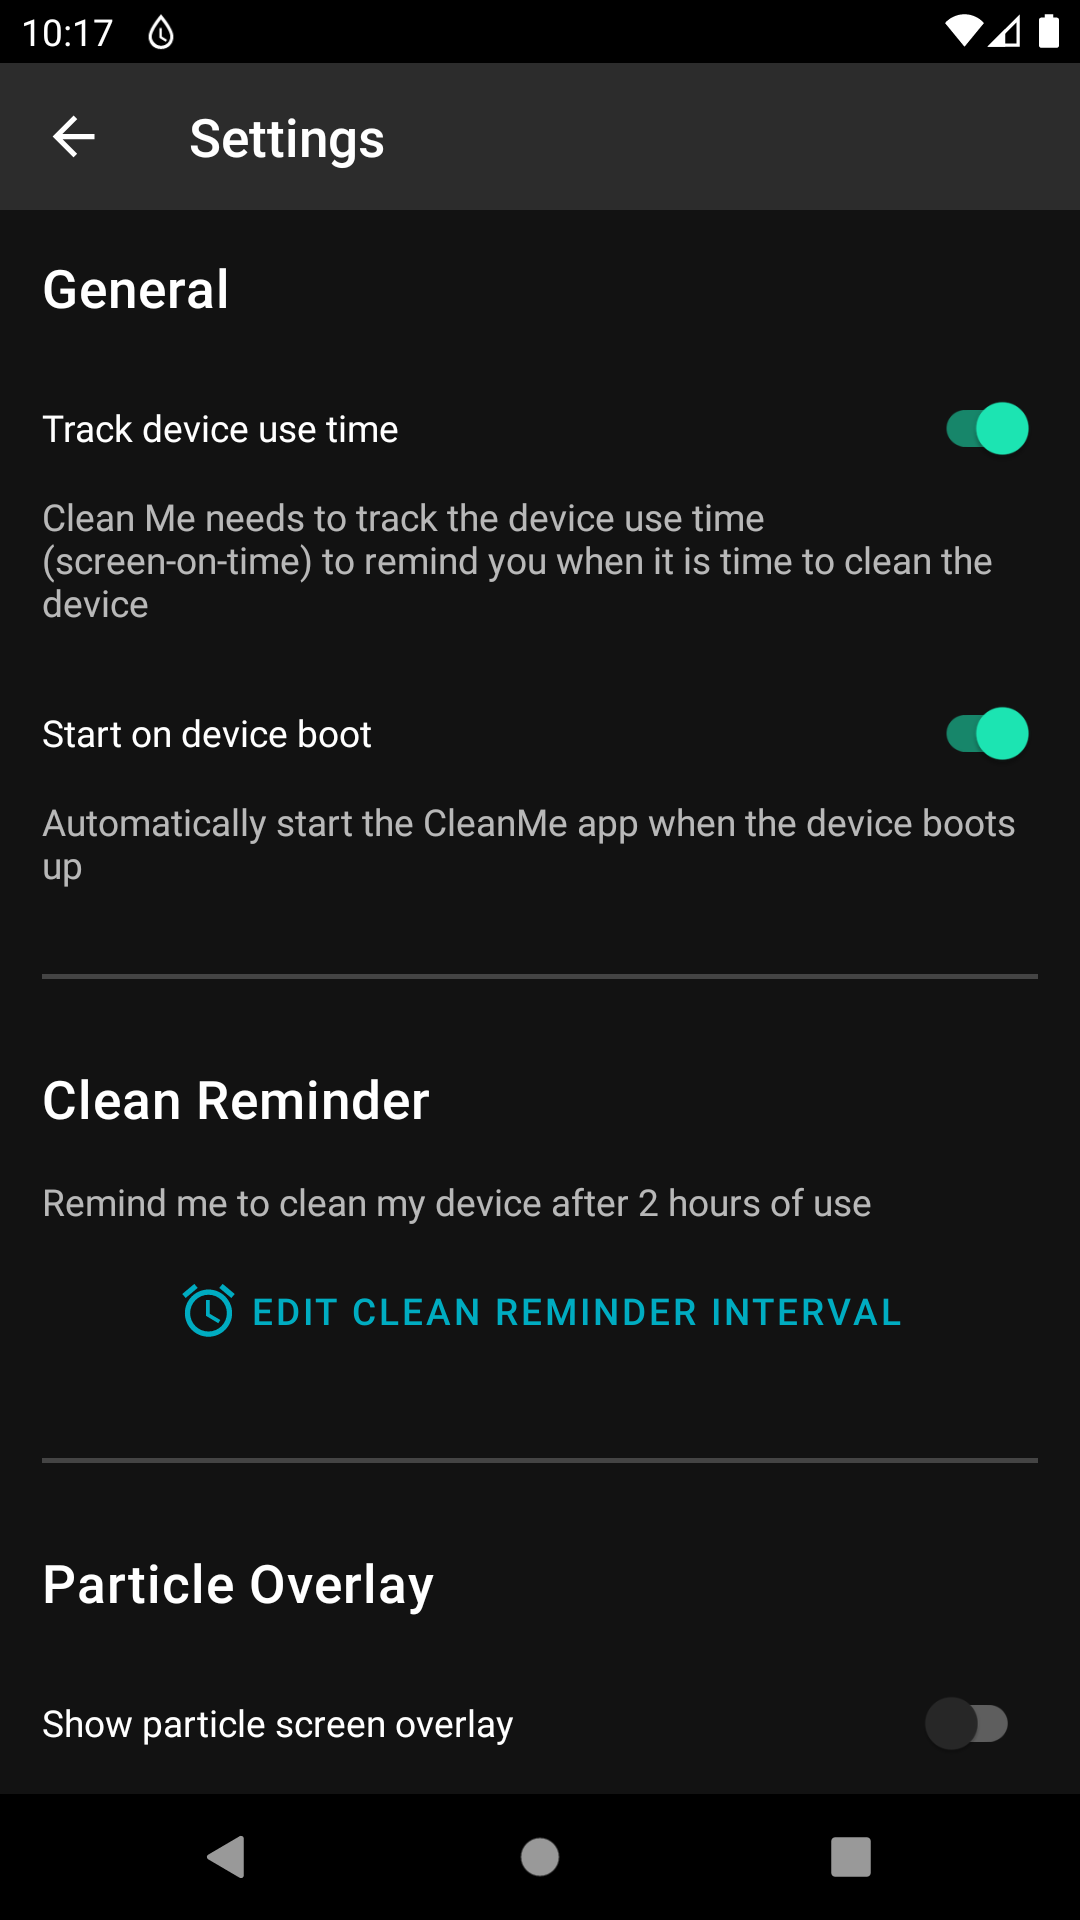 10:17
Settings
General
Track device use time
Clean Me needs to track the device use time
(screen-on-time) to remind you when it is time to clean the
device
Start on device boot
Automatically start the CleanMe app when the device boots
up
Clean Reminder
Remind me to clean my device after 2 hours of use
EDIT CLEAN REMINDER INTERVAL
Particle Overlay
Show particle screen overlay